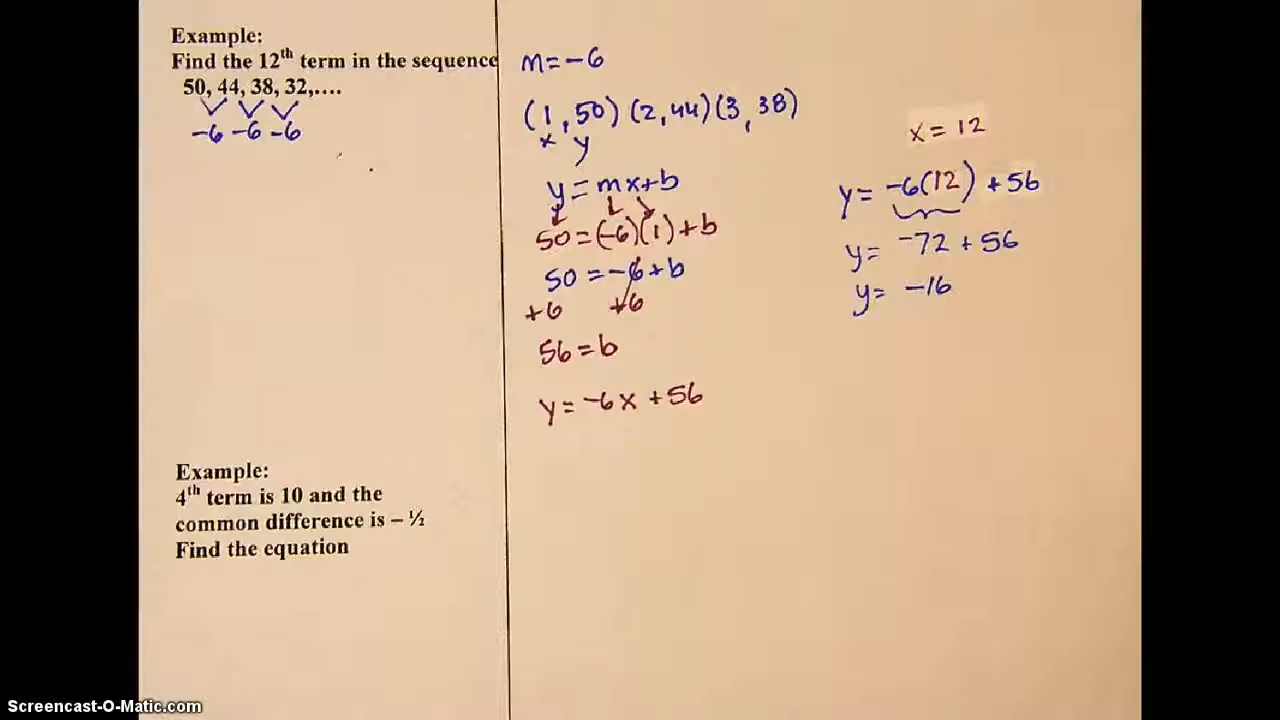 Example:
Find the 12th term in the sequence
50, 44, 38, 32,....
-6 -6 -6
m=-6
(1,50) (2,44) (3,38)
x y
y=mx+b
50=(-6)(1)+b
50=-6+b
+6 +6
56=b
y=-6x+56
x=12
y=-6(12)+56
y=-72+56
y=-16
Example:
4th term is 10 and the
common difference is – ½
Find the equation
Screencast-O-Matic.com